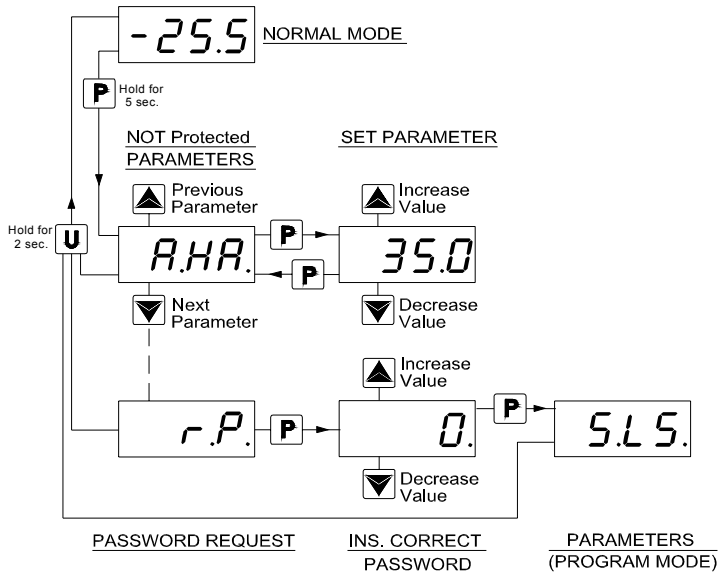 -25.5
NORMAL MODE
P
Hold for
5 sec.
NOT Protected
PARAMETERS
SET PARAMETER
Previous
Parameter
Increase
Value
Hold for
2 sec.
U
A.HA.
P
35.0
P
Next
Parameter
Decrease
Value
Increase
Value
r.P.
P
0.
P
S.LS.
Decrease
Value
PASSWORD REQUEST
INS. CORRECT
PASSWORD
PARAMETERS
(PROGRAM MODE)